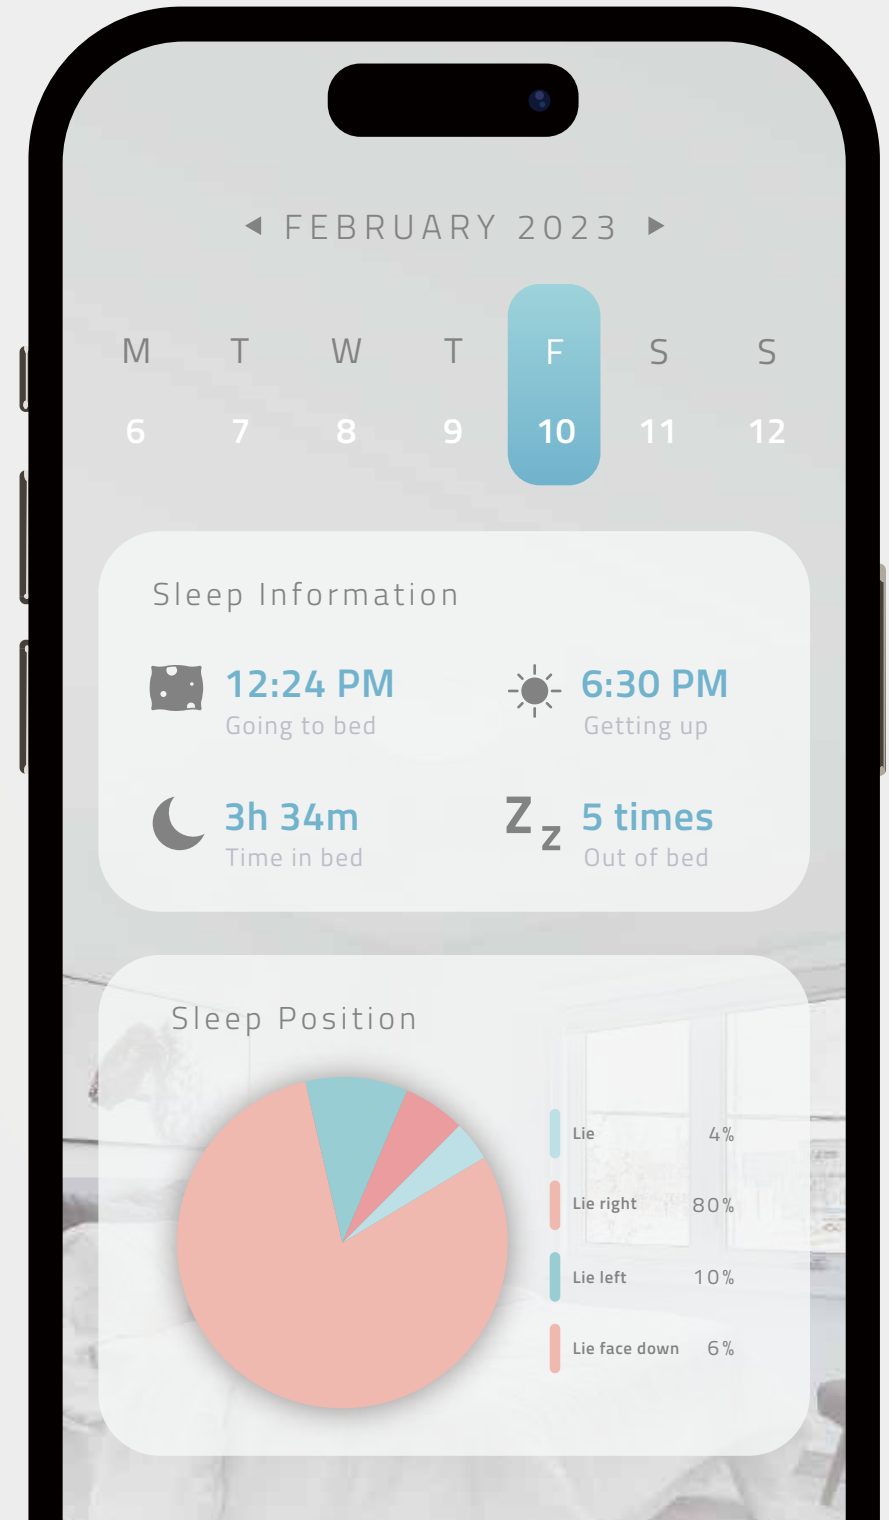 FEBRUARY 2023
M T W T F S S
6 7 8 9 10 11 12
Sleep Information
12:24 PM 6:30 PM
Going to bed Getting up
3h 34m Zz 5 times
Time in bed Out of bed
Sleep Position
Lie 4%
Lie right 80%
Lie left 10%
Lie face down 6%